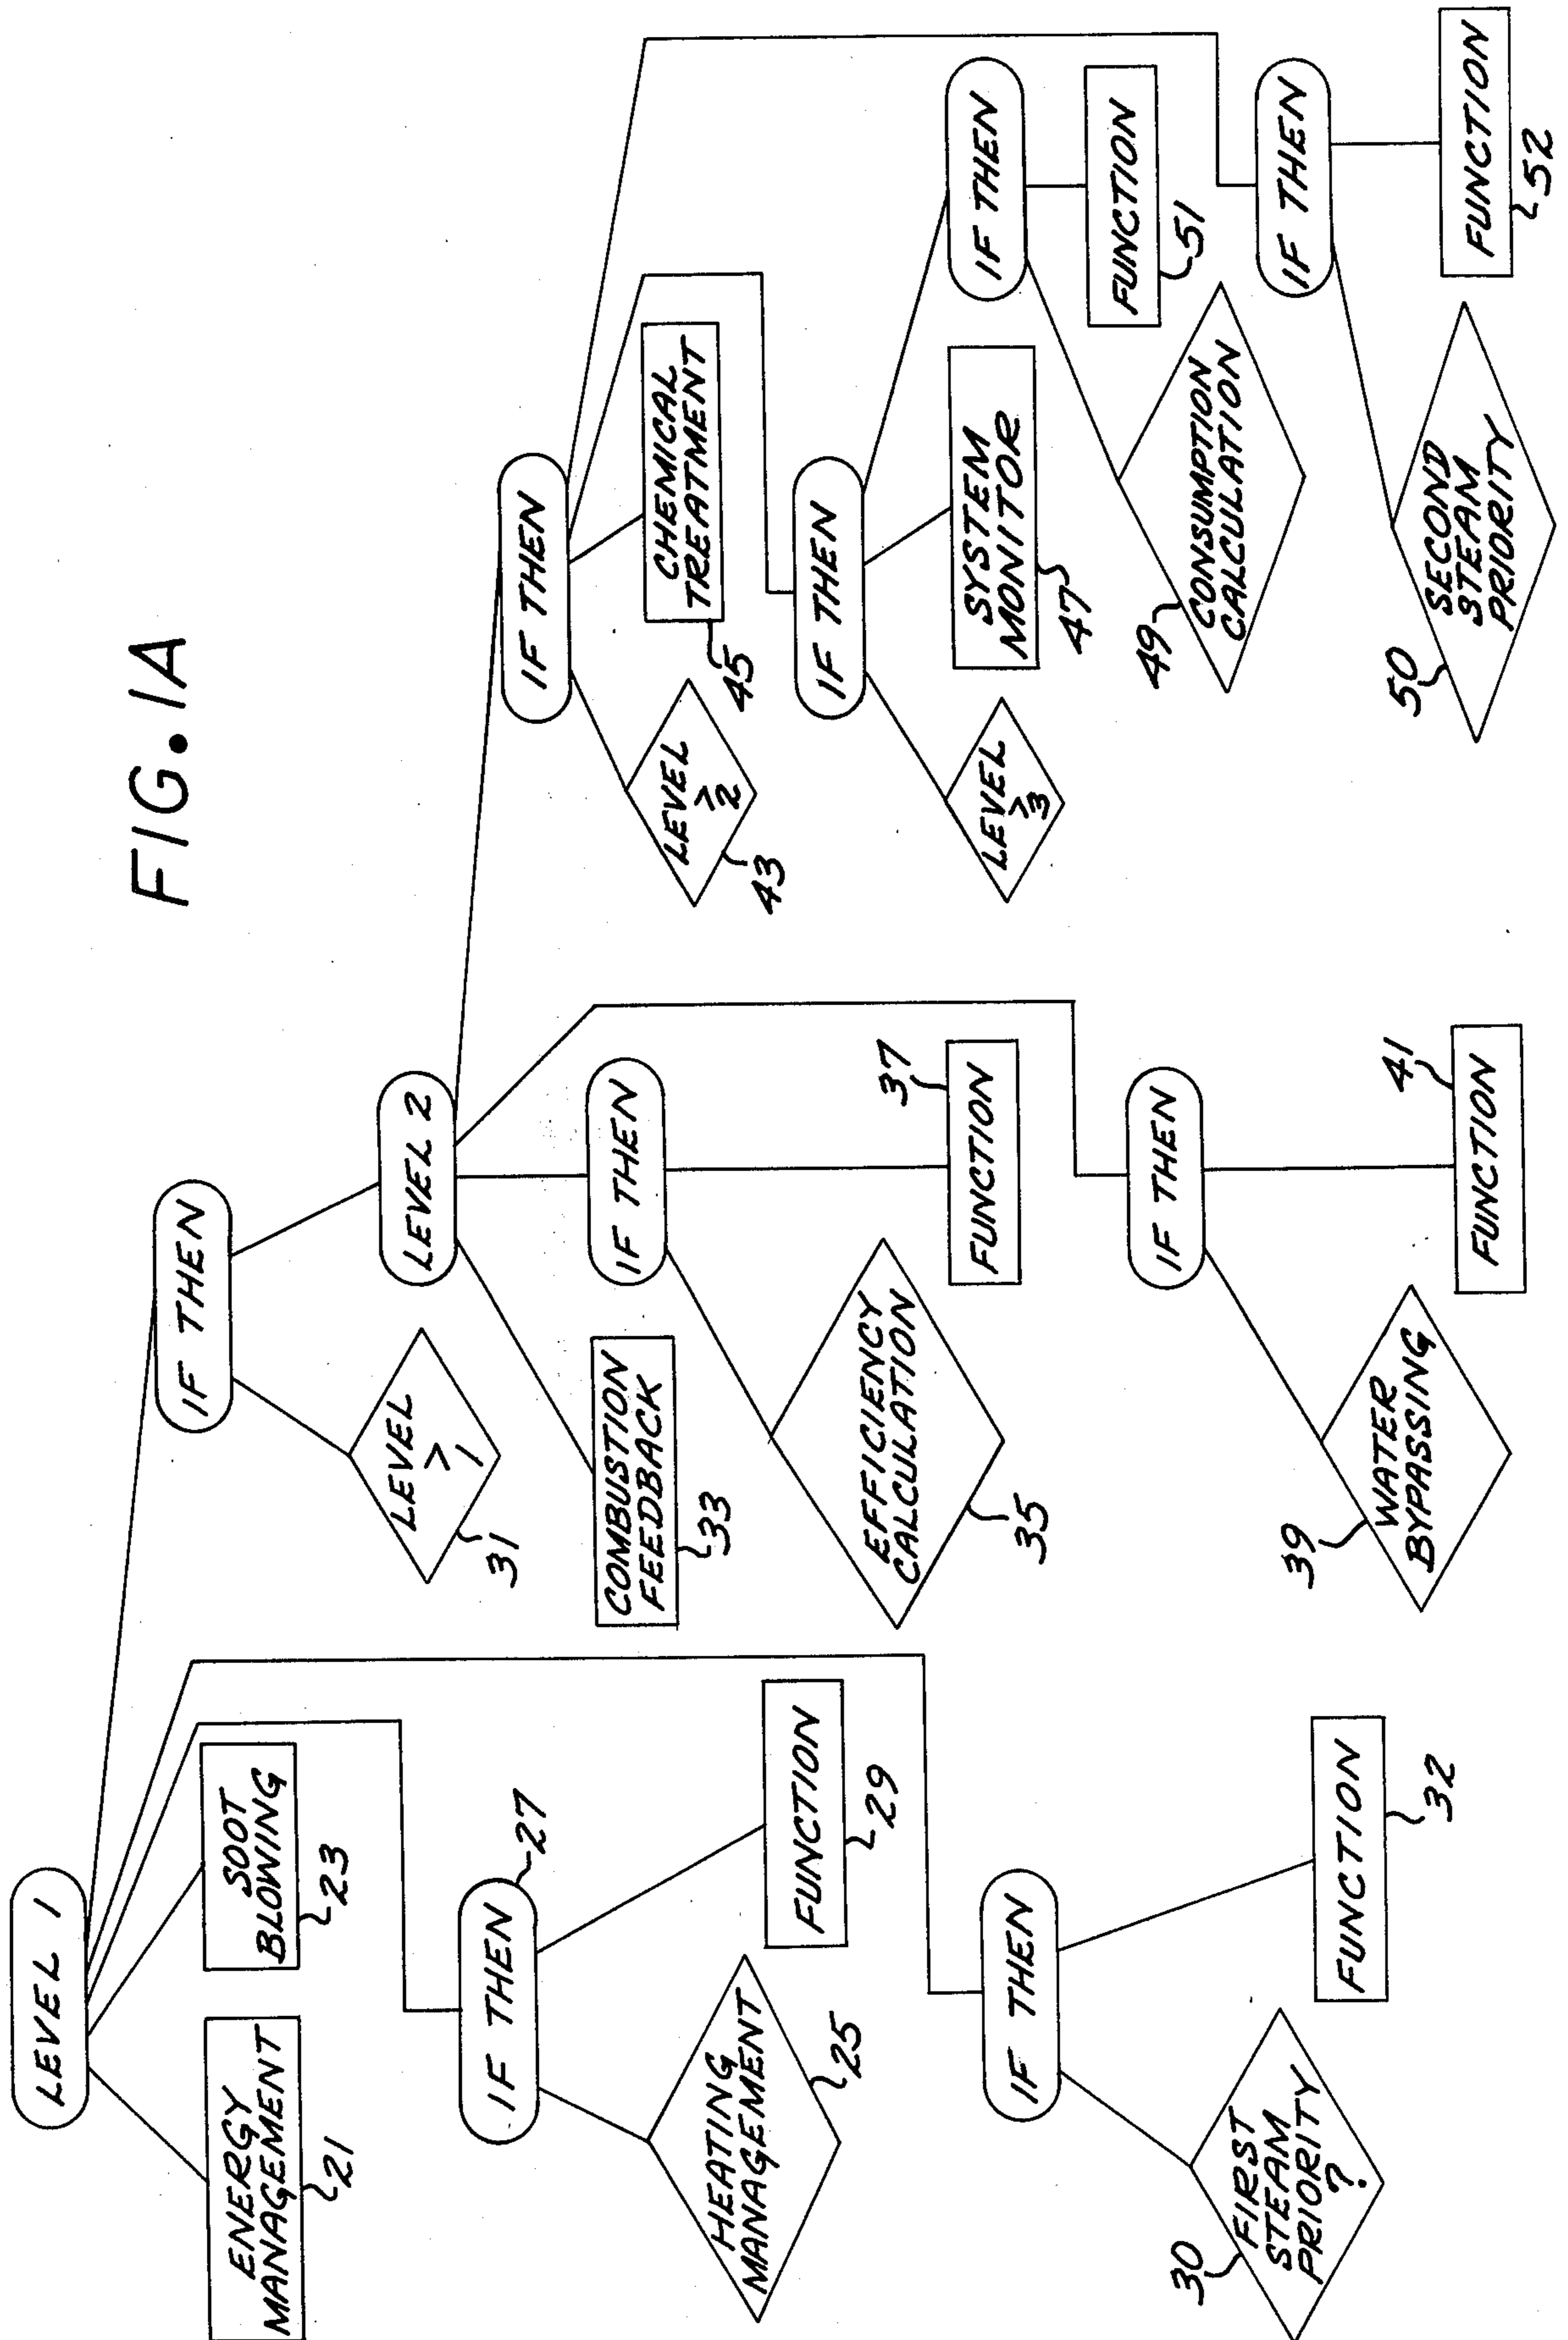 FIG. 1A
LEVEL 1
ENERGY
MANAGEMENT
21
SOOT
BLOWING
23
IF THEN
27
HEATING
MANAGEMENT
25
FUNCTION
29
IF THEN
30
FIRST
STEAM
PRIORITY
?
FUNCTION
32
IF THEN
LEVEL
>
1
31
LEVEL 2
COMBUSTION
FEEDBACK
33
IF THEN
EFFICIENCY
CALCULATION
35
FUNCTION
37
IF THEN
39
WATER
BYPASSING
FUNCTION
41
IF THEN
LEVEL
≥
2
43
CHEMICAL
TREATMENT
45
IF THEN
LEVEL
≥
3
SYSTEM
MONITOR
47
IF THEN
49
CONSUMPTION
CALCULATION
FUNCTION
51
IF THEN
50
SECOND
STEAM
PRIORITY
FUNCTION
52